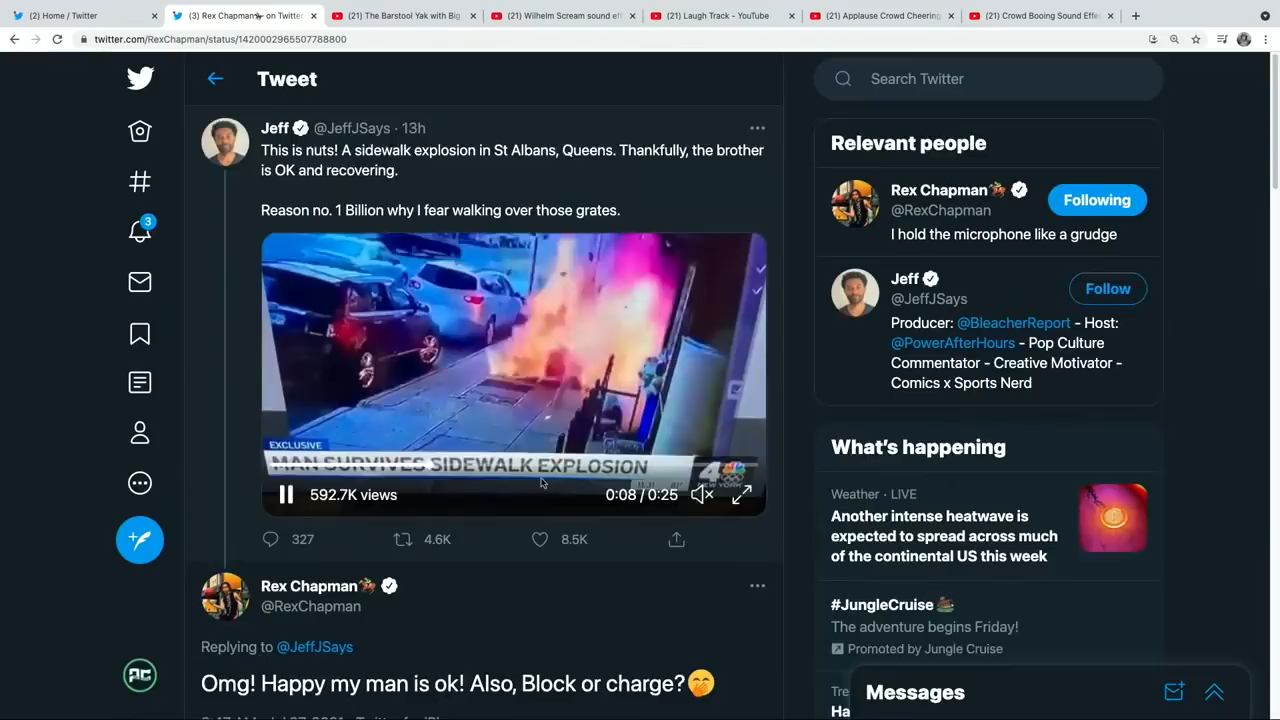 (2) Home / Twitter
(3) Rex Chapman🏇 on Twitter
(21) The Barstool Yak with Big
(21) Wilhelm Scream sound ef
(21) Laugh Track - YouTube
(21) Applause Crowd Cheering
(21) Crowd Booing Sound Effe
twitter.com/RexChapman/status/1420002965507788800
Tweet
Search Twitter
Jeff @JeffJSays · 13h
This is nuts! A sidewalk explosion in St Albans, Queens. Thankfully, the brother
is OK and recovering.
Reason no. 1 Billion why I fear walking over those grates.
EXCLUSIVE
MAN SURVIVES SIDEWALK EXPLOSION
4
NEW YORK
592.7K views
0:08 / 0:25
327
4.6K
8.5K
Rex Chapman🏇
@RexChapman
Replying to @JeffJSays
Omg! Happy my man is ok! Also, Block or charge?🤭
3
Relevant people
Rex Chapman🏇
@RexChapman
Following
I hold the microphone like a grudge
Jeff
@JeffJSays
Follow
Producer: @BleacherReport - Host:
@PowerAfterHours - Pop Culture
Commentator - Creative Motivator -
Comics x Sports Nerd
What's happening
Weather · LIVE
Another intense heatwave is
expected to spread across much
of the continental US this week
#JungleCruise
The adventure begins Friday!
Promoted by Jungle Cruise
Messages